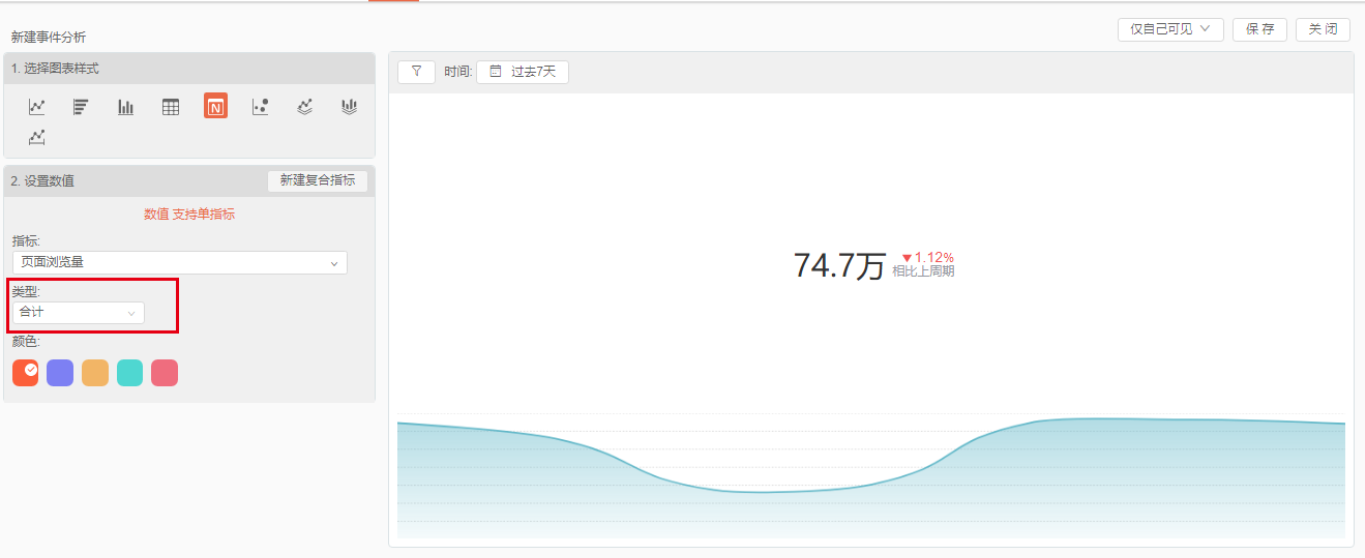 仅自己可见
保 存
关 闭
新建事件分析
1. 选择图表样式
N
时间: 过去7天
2. 设置数值
新建复合指标
数值 支持单指标
指标:
页面浏览量
类型:
合计
颜色:
74.7万
▼1.12%
相比上周期